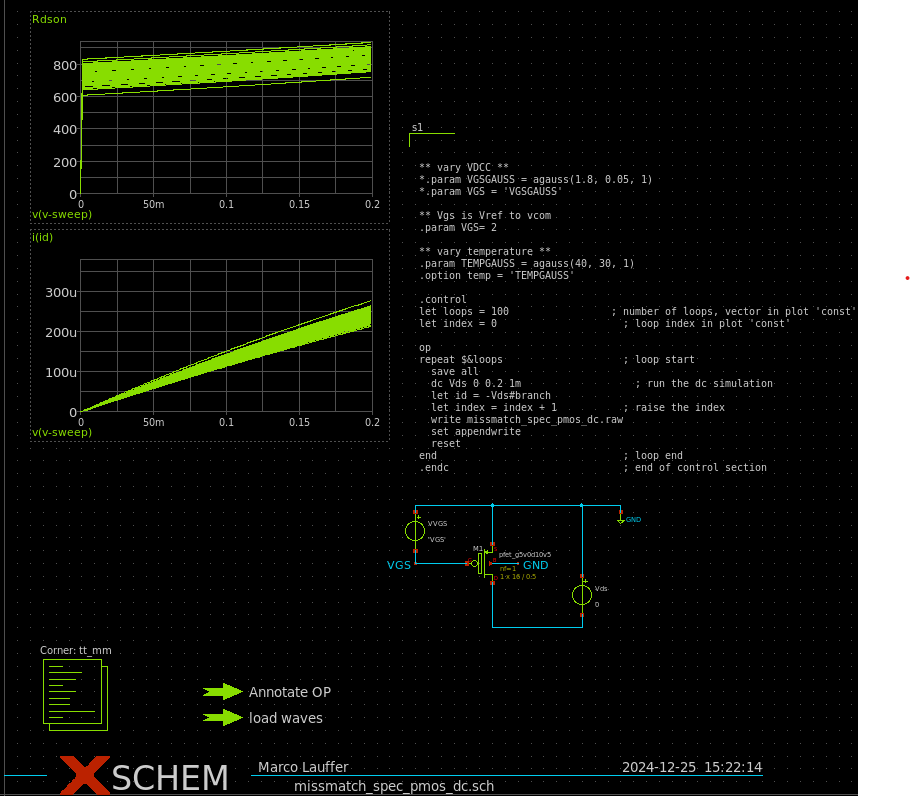 Rdson
800
600
400
200
0
0 50m 0.1 0.15 0.2
v(v-sweep)
i(id)
300u
200u
100u
0
0 50m 0.1 0.15 0.2
v(v-sweep)
s1
** vary VDCC **
*.param VGSGAUSS = agauss(1.8, 0.05, 1)
*.param VGS = 'VGSGAUSS'
** Vgs is Vref to vcom
.param VGS= 2
** vary temperature **
.param TEMPGAUSS = agauss(40, 30, 1)
.option temp = 'TEMPGAUSS'
.control
let loops = 100 ; number of loops, vector in plot 'const'
let index = 0 ; loop index in plot 'const'
op
repeat $&loops ; loop start
save all
dc Vds 0 0.2 1m ; run the dc simulation
let id = -Vds#branch
let index = index + 1 ; raise the index
write missmatch_spec_pmos_dc.raw
set appendwrite
reset
end ; loop end
.endc ; end of control section
VVGS
'VGS'
VGS
M1
pfet_g5v0d10v5
GND
nf=1
1 x 16 / 0.5
GND
Vds
0
Corner: tt_mm
Annotate OP
load waves
XSCHEM
Marco Lauffer
2024-12-25 15:22:14
missmatch_spec_pmos_dc.sch